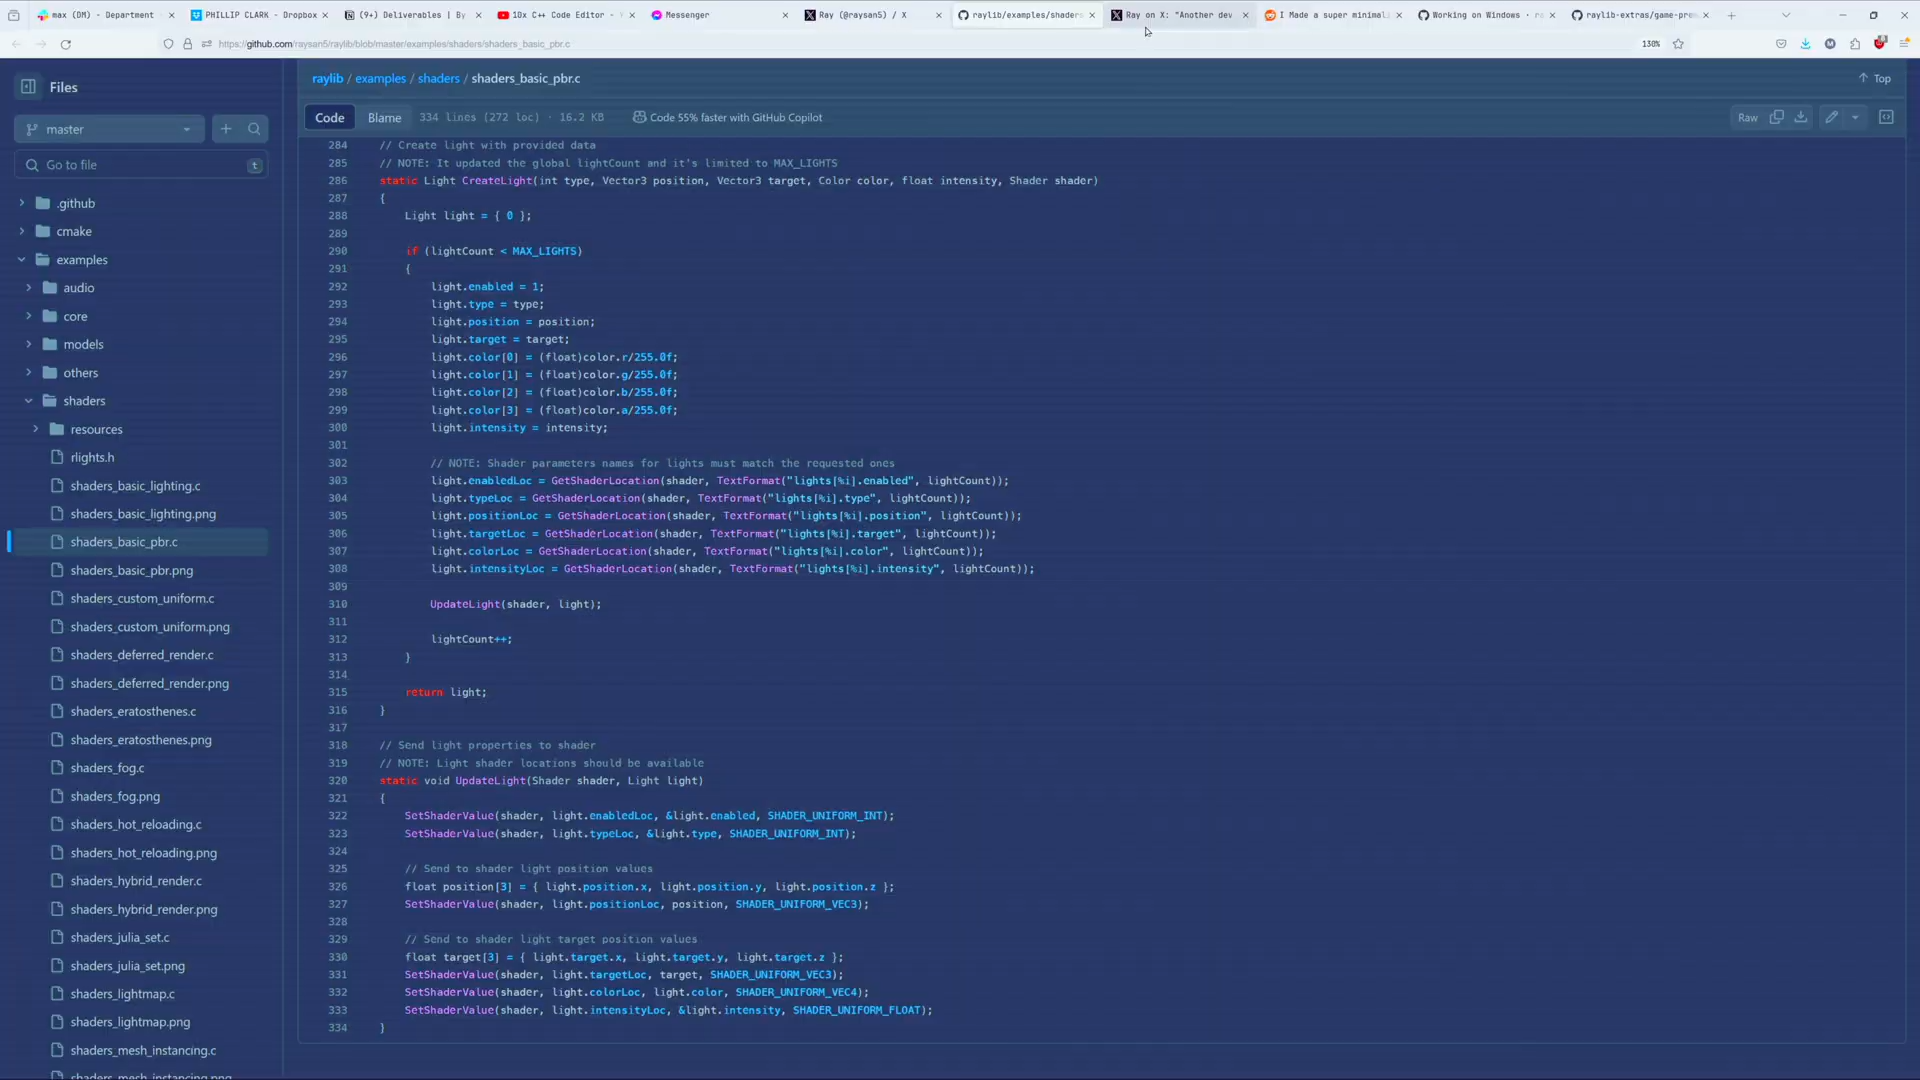 max (DM) - Department
PHILLIP CLARK - Dropbox
(9+) Deliverables | By
10x C++ Code Editor -
Messenger
Ray (@raysan5) / X
raylib/examples/shaders
Ray on X: "Another dev
I Made a super minimali
Working on Windows · ra
raylib-extras/game-prem
https://github.com/raysan5/raylib/blob/master/examples/shaders/shaders_basic_pbr.c
130%
Files
master
Go to file
t
.github
cmake
examples
audio
core
models
others
shaders
resources
rlights.h
shaders_basic_lighting.c
shaders_basic_lighting.png
shaders_basic_pbr.c
shaders_basic_pbr.png
shaders_custom_uniform.c
shaders_custom_uniform.png
shaders_deferred_render.c
shaders_deferred_render.png
shaders_eratosthenes.c
shaders_eratosthenes.png
shaders_fog.c
shaders_fog.png
shaders_hot_reloading.c
shaders_hot_reloading.png
shaders_hybrid_render.c
shaders_hybrid_render.png
shaders_julia_set.c
shaders_julia_set.png
shaders_lightmap.c
shaders_lightmap.png
shaders_mesh_instancing.c
shaders_mesh_instancing.png
raylib / examples / shaders / shaders_basic_pbr.c
Top
Code Blame 334 lines (272 loc) · 16.2 KB Code 55% faster with GitHub Copilot
Raw
284 // Create light with provided data
285 // NOTE: It updated the global lightCount and it's limited to MAX_LIGHTS
286 static Light CreateLight(int type, Vector3 position, Vector3 target, Color color, float intensity, Shader shader)
287 {
288 Light light = { 0 };
289
290 if (lightCount < MAX_LIGHTS)
291 {
292 light.enabled = 1;
293 light.type = type;
294 light.position = position;
295 light.target = target;
296 light.color[0] = (float)color.r/255.0f;
297 light.color[1] = (float)color.g/255.0f;
298 light.color[2] = (float)color.b/255.0f;
299 light.color[3] = (float)color.a/255.0f;
300 light.intensity = intensity;
301
302 // NOTE: Shader parameters names for lights must match the requested ones
303 light.enabledLoc = GetShaderLocation(shader, TextFormat("lights[%i].enabled", lightCount));
304 light.typeLoc = GetShaderLocation(shader, TextFormat("lights[%i].type", lightCount));
305 light.positionLoc = GetShaderLocation(shader, TextFormat("lights[%i].position", lightCount));
306 light.targetLoc = GetShaderLocation(shader, TextFormat("lights[%i].target", lightCount));
307 light.colorLoc = GetShaderLocation(shader, TextFormat("lights[%i].color", lightCount));
308 light.intensityLoc = GetShaderLocation(shader, TextFormat("lights[%i].intensity", lightCount));
309
310 UpdateLight(shader, light);
311
312 lightCount++;
313 }
314
315 return light;
316 }
317
318 // Send light properties to shader
319 // NOTE: Light shader locations should be available
320 static void UpdateLight(Shader shader, Light light)
321 {
322 SetShaderValue(shader, light.enabledLoc, &light.enabled, SHADER_UNIFORM_INT);
323 SetShaderValue(shader, light.typeLoc, &light.type, SHADER_UNIFORM_INT);
324
325 // Send to shader light position values
326 float position[3] = { light.position.x, light.position.y, light.position.z };
327 SetShaderValue(shader, light.positionLoc, position, SHADER_UNIFORM_VEC3);
328
329 // Send to shader light target position values
330 float target[3] = { light.target.x, light.target.y, light.target.z };
331 SetShaderValue(shader, light.targetLoc, target, SHADER_UNIFORM_VEC3);
332 SetShaderValue(shader, light.colorLoc, light.color, SHADER_UNIFORM_VEC4);
333 SetShaderValue(shader, light.intensityLoc, &light.intensity, SHADER_UNIFORM_FLOAT);
334 }